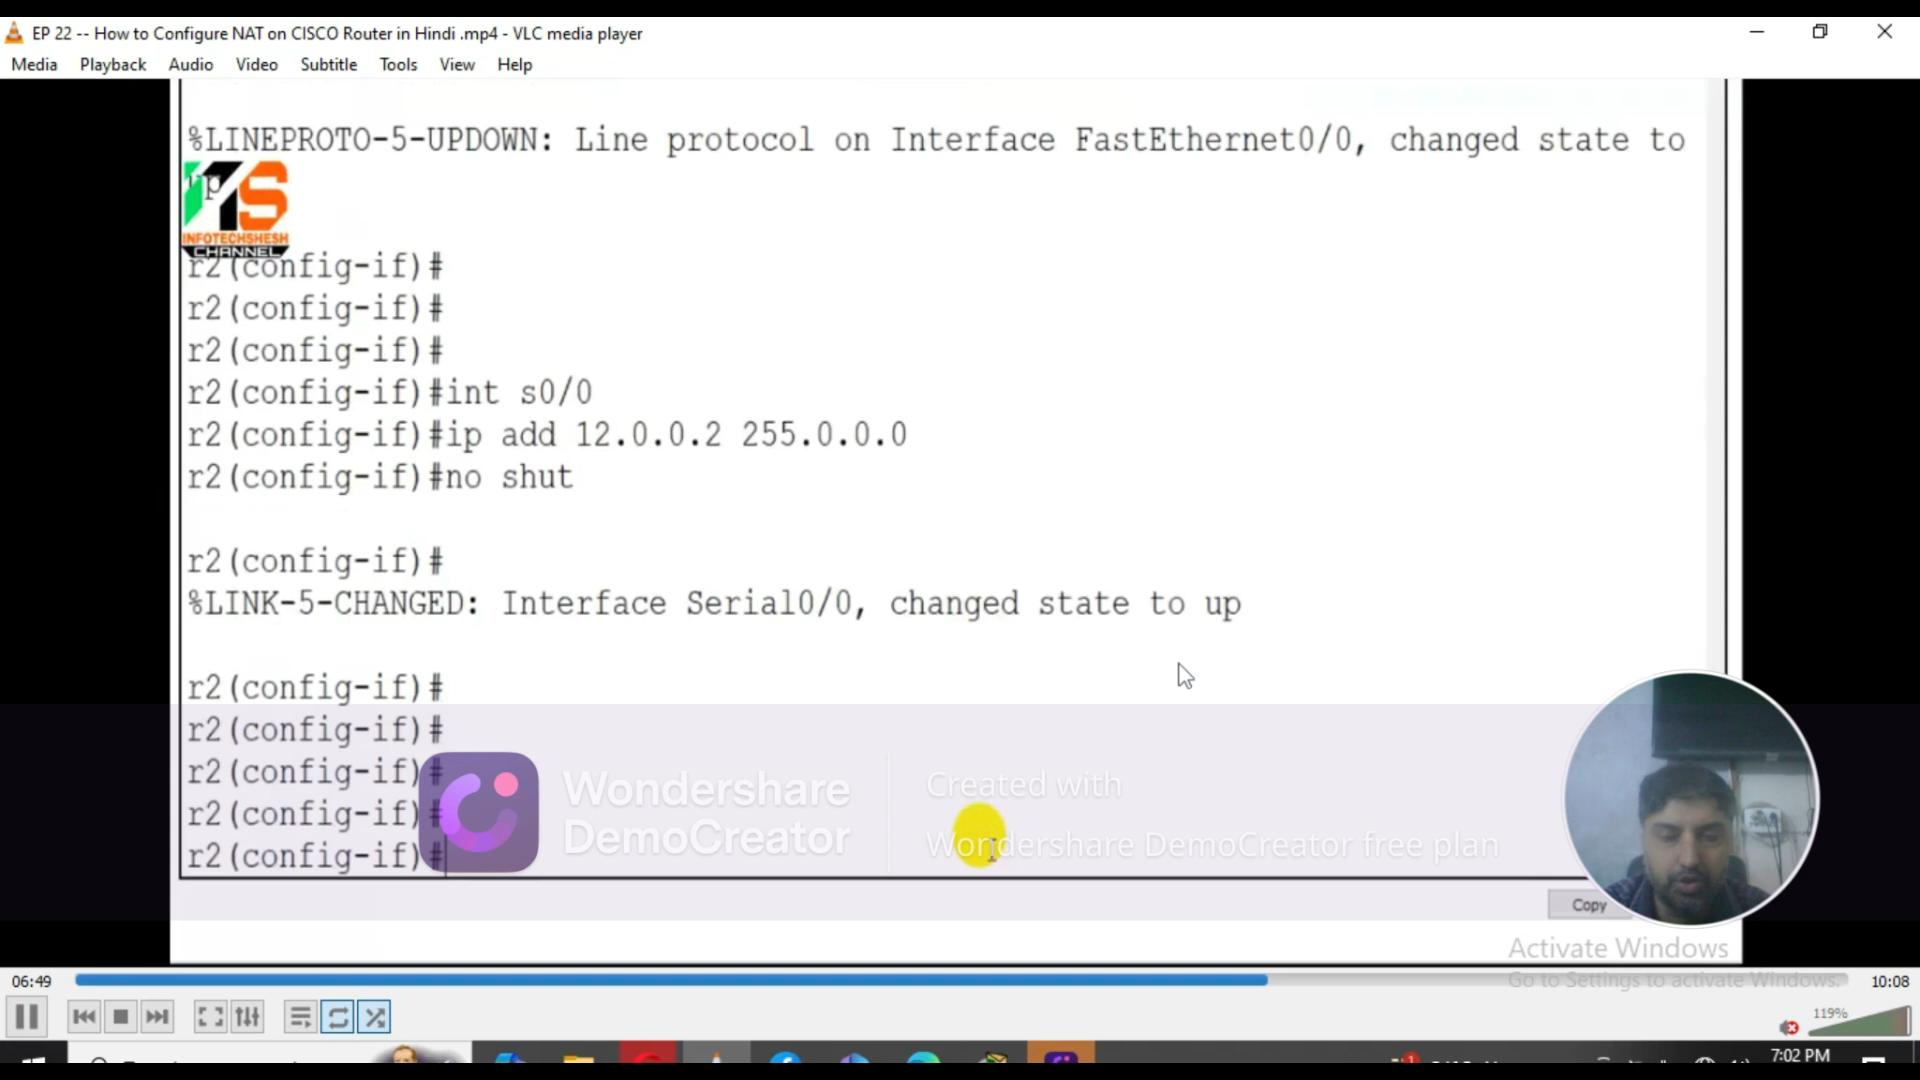 EP 22 -- How to Configure NAT on CISCO Router in Hindi .mp4 - VLC media player
Media Playback Audio Video Subtitle Tools View Help
%LINEPROTO-5-UPDOWN: Line protocol on Interface FastEthernet0/0, changed state to
up
ITS
INFOTECHSHESH
CHANNEL
r2(config-if)#
r2(config-if)#
r2(config-if)#
r2(config-if)#int s0/0
r2(config-if)#ip add 12.0.0.2 255.0.0.0
r2(config-if)#no shut
r2(config-if)#
%LINK-5-CHANGED: Interface Serial0/0, changed state to up
r2(config-if)#
r2(config-if)#
r2(config-if)#
r2(config-if)#
r2(config-if)#
Wondershare
DemoCreator
Created with
Wondershare DemoCreator free plan
Copy
Activate Windows
Go to Settings to activate Windows.
06:49
10:08
119%
7:02 PM